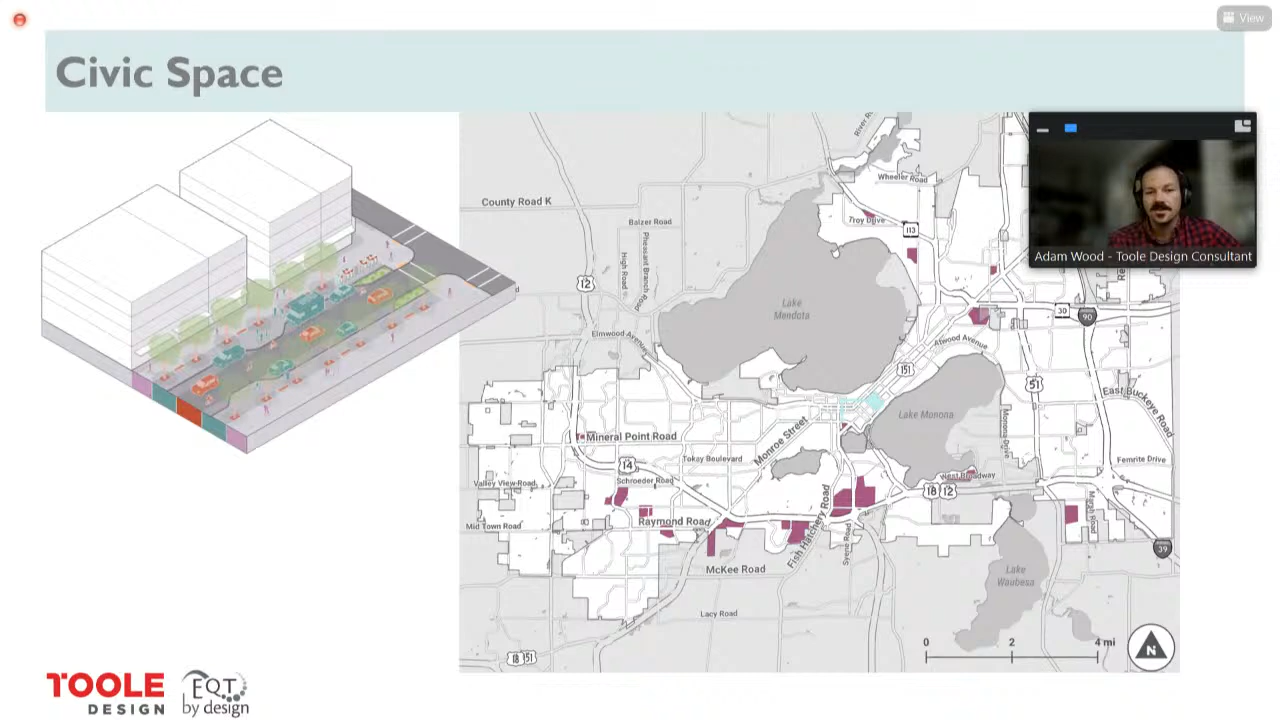 View
Civic Space
River R
Wheeler Road
County Road K
Troy Drive
Balzer Road
113
High Road
Pheasant Branch Road
Adam Wood - Toole Design Consultant
12
Lake
Mendota
30
90
Elmwood Avenue
Atwood Avenue
151
51
East Buckeye Road
Lake Monona
Monona Drive
Mineral Point Road
Monroe Street
Tokay Boulevard
14
Femrite Drive
Schroeder Road
Valley View Road
West Broadway
18 12
Mid Town Road
Raymond Road
Fish Hatchery Road
Syene Road
Marsh Road
39
McKee Road
Lake
Waubesa
Lacy Road
0 2 4 mi
N
18 151
TOOLE
DESIGN
EQT
by design